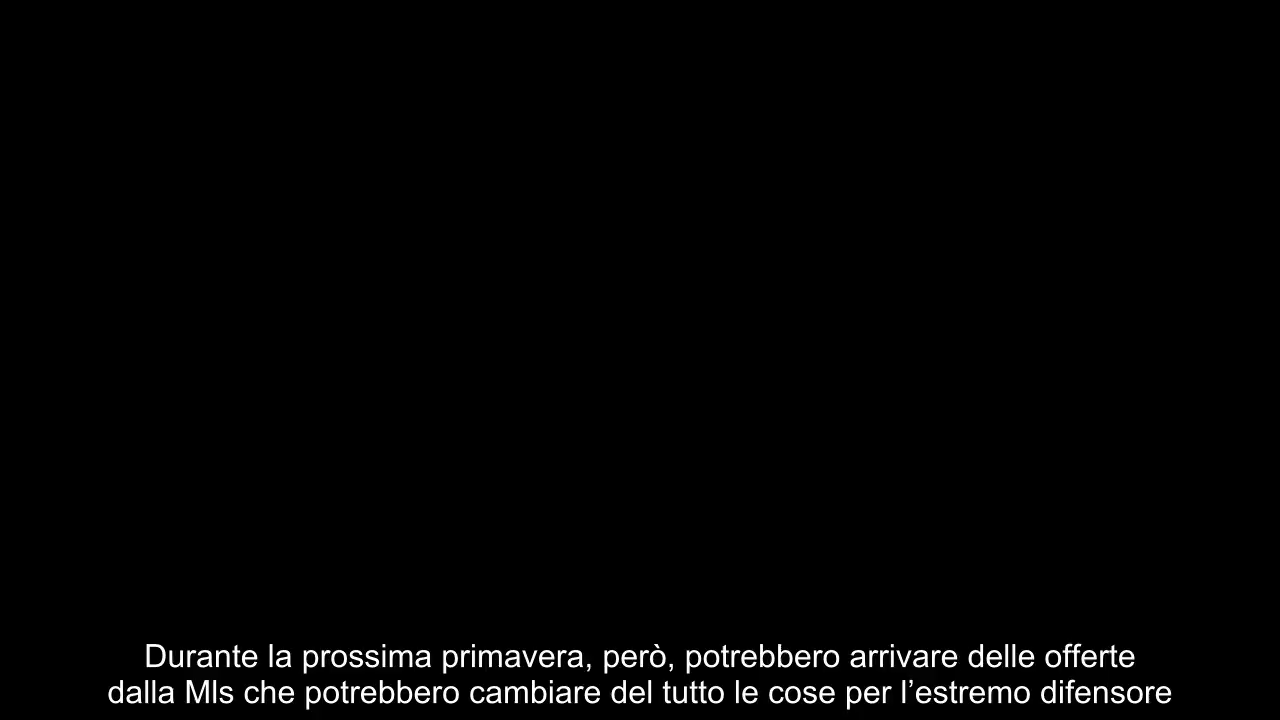 Durante la prossima primavera, però, potrebbero arrivare delle offerte
dalla Mls che potrebbero cambiare del tutto le cose per l’estremo difensore